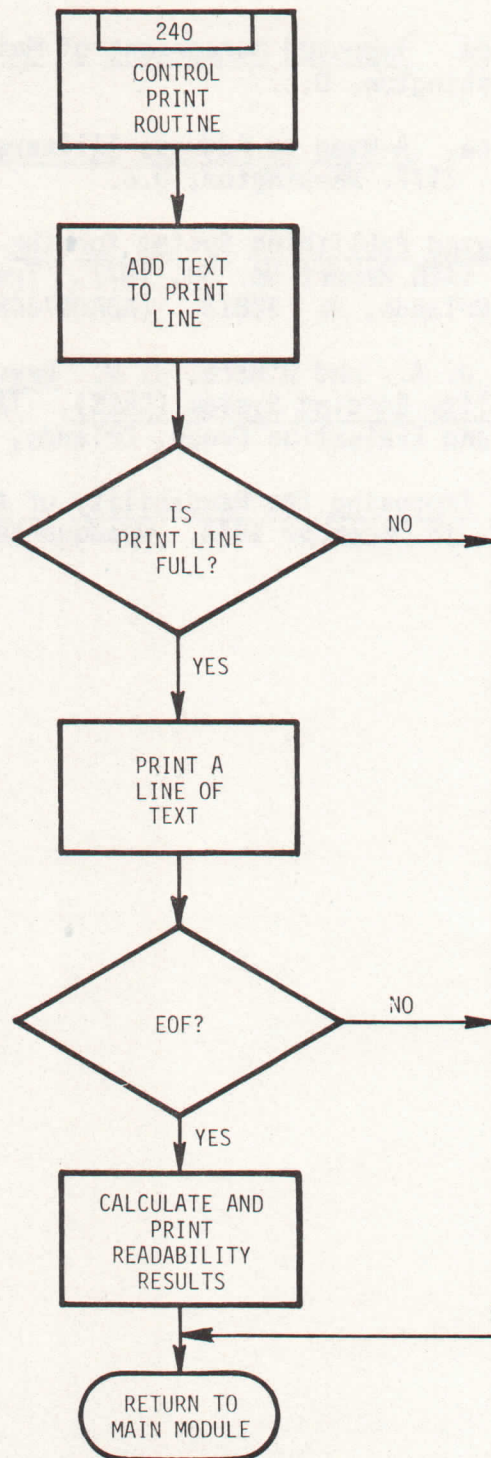 240
CONTROL
PRINT
ROUTINE
ADD TEXT
TO PRINT
LINE
IS
PRINT LINE
FULL?
NO
YES
PRINT A
LINE OF
TEXT
EOF?
NO
YES
CALCULATE AND
PRINT
READABILITY
RESULTS
RETURN TO
MAIN MODULE